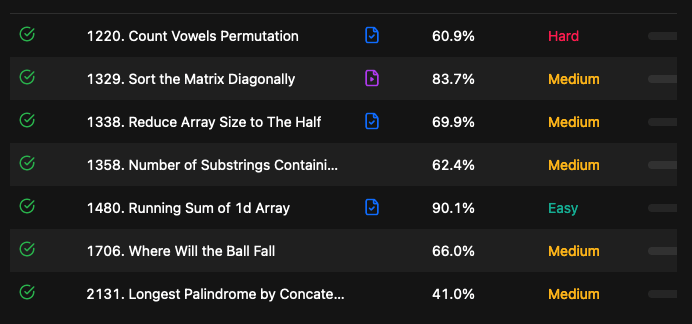 1220. Count Vowels Permutation 60.9% Hard
1329. Sort the Matrix Diagonally 83.7% Medium
1338. Reduce Array Size to The Half 69.9% Medium
1358. Number of Substrings Containi... 62.4% Medium
1480. Running Sum of 1d Array 90.1% Easy
1706. Where Will the Ball Fall 66.0% Medium
2131. Longest Palindrome by Concate... 41.0% Medium